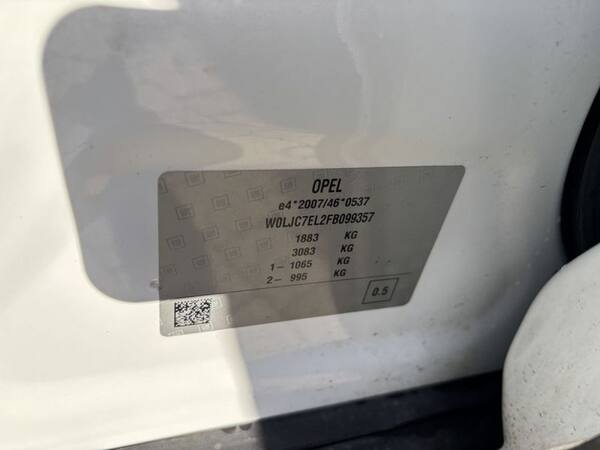 OPEL
e4*2007/46*0537
W0LJC7EL2FB099357
1883 KG
3083 KG
1– 1065 KG
2– 995 KG
0.5